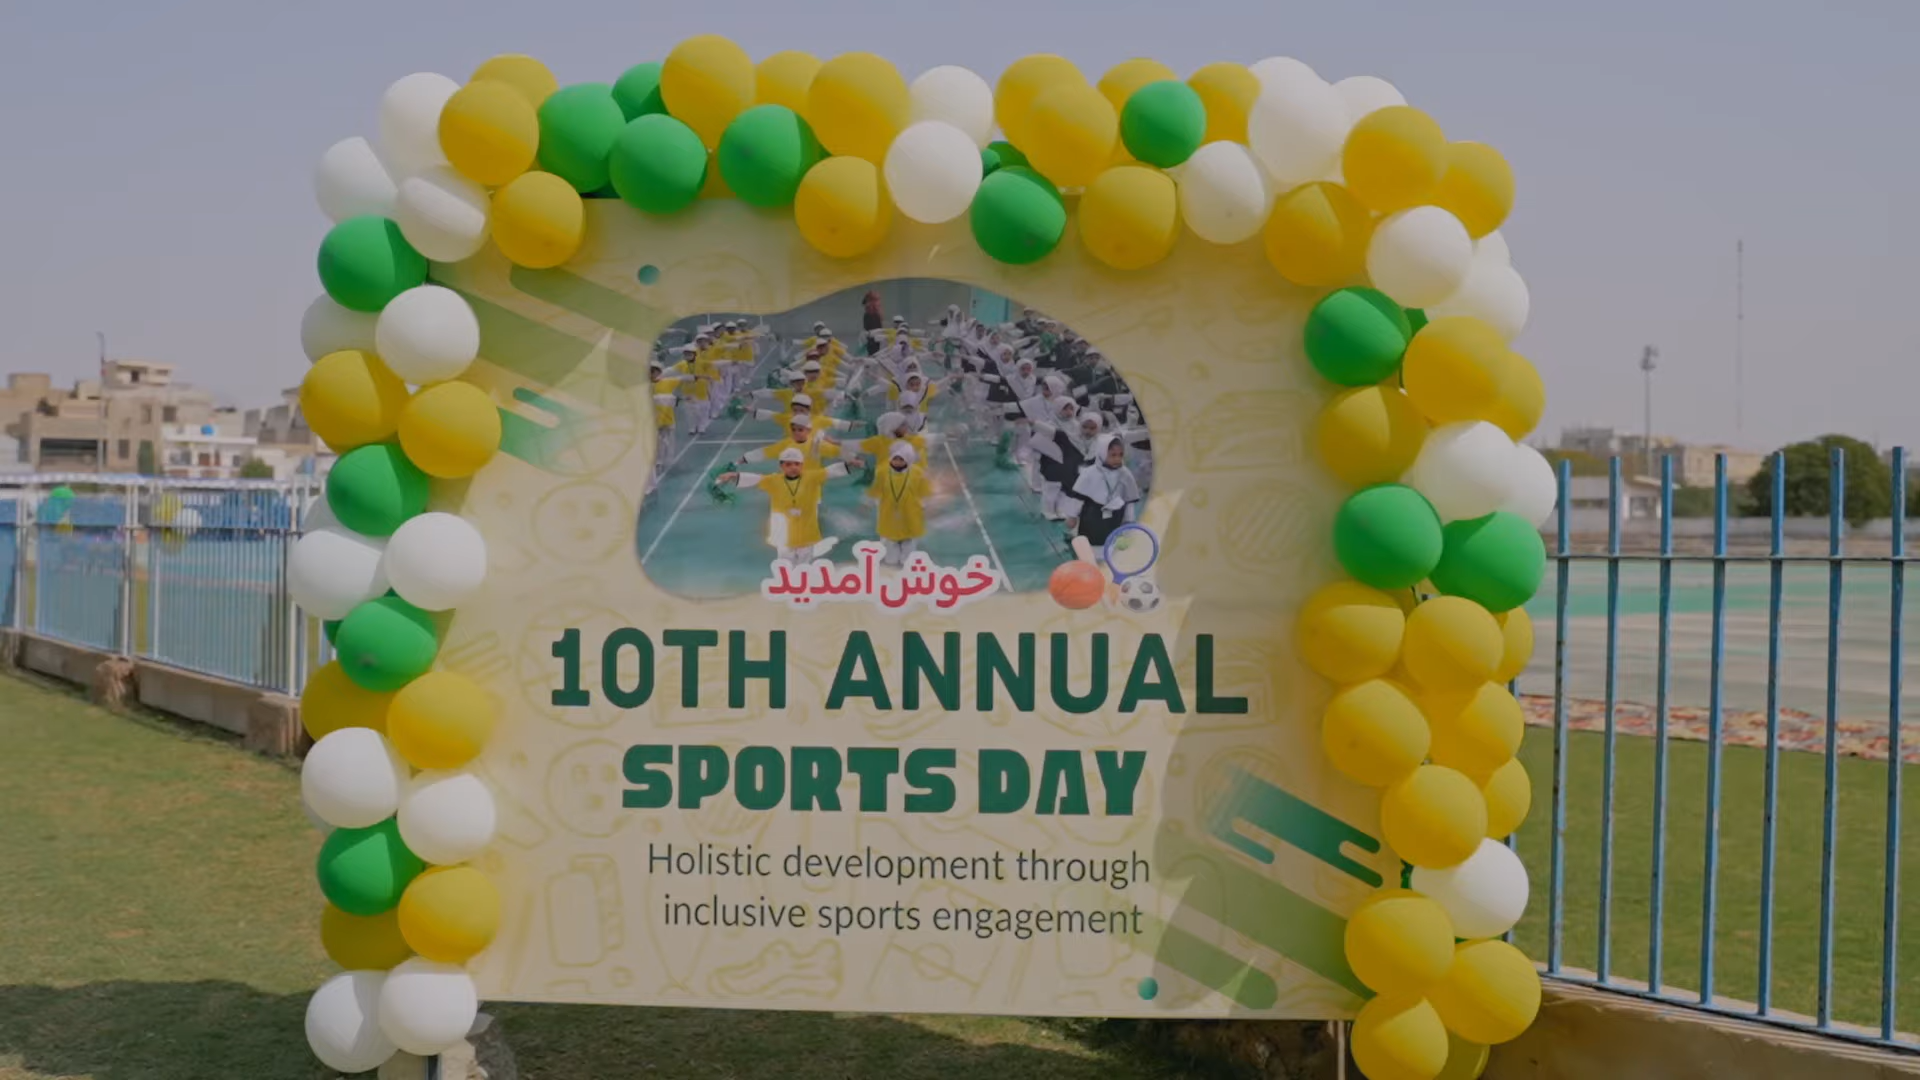 خوش آمدید
10TH ANNUAL
SPORTS DAY
Holistic development through
inclusive sports engagement